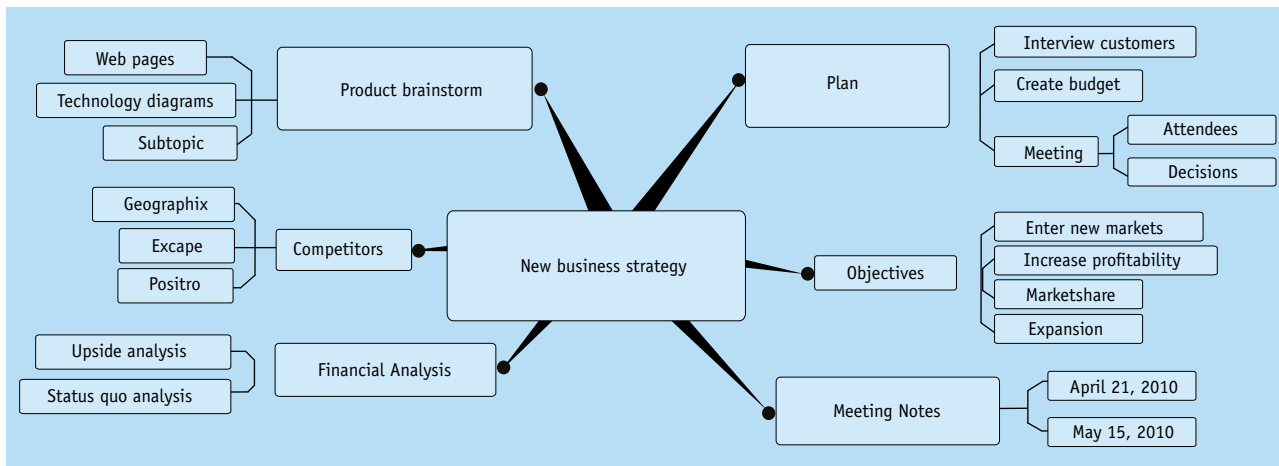 Web pages
Technology diagrams
Subtopic
Product brainstorm
Plan
Interview customers
Create budget
Meeting
Attendees
Decisions
Geographix
Excape
Positro
Competitors
New business strategy
Objectives
Enter new markets
Increase profitability
Marketshare
Expansion
Upside analysis
Status quo analysis
Financial Analysis
Meeting Notes
April 21, 2010
May 15, 2010